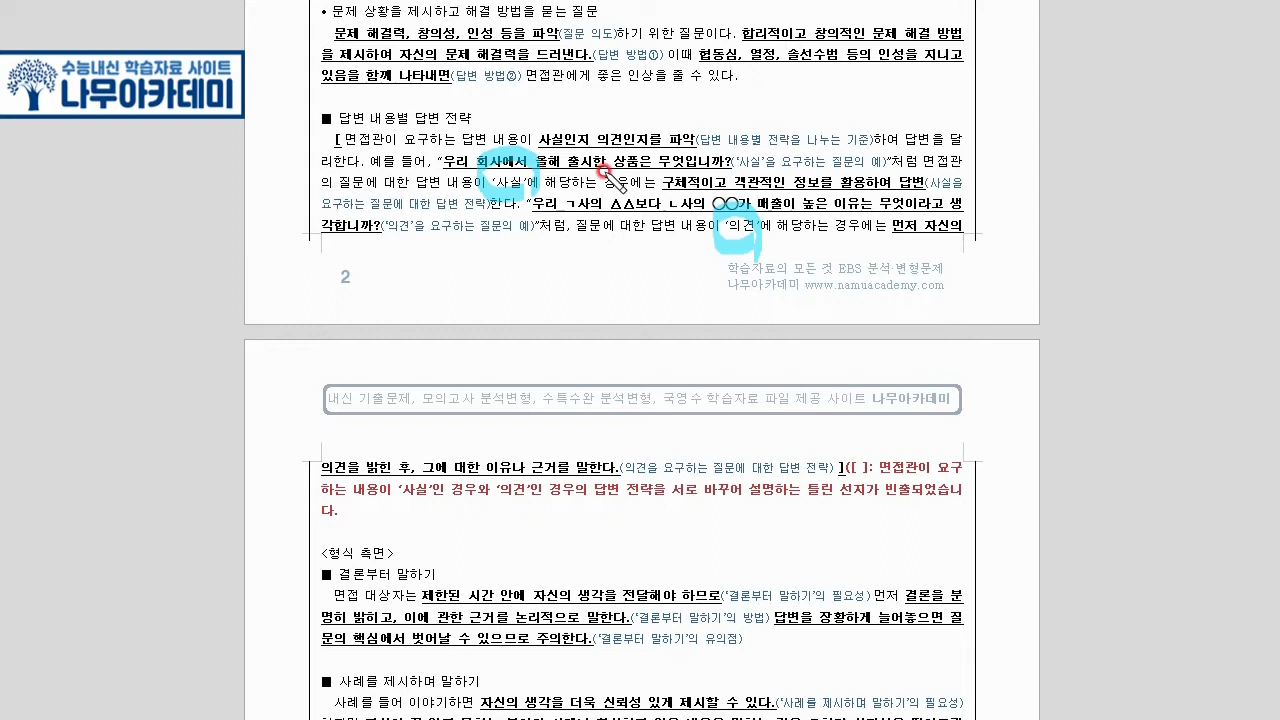 • 문제 상황을 제시하고 해결 방법을 묻는 질문
문제 해결력, 창의성, 인성 등을 파악(질문 의도)하기 위한 질문이다. 합리적이고 창의적인 문제 해결 방법
을 제시하여 자신의 문제 해결력을 드러낸다.(답변 방법①) 이때 협동심, 열정, 솔선수범 등의 인성을 지니고
있음을 함께 나타내면(답변 방법②) 면접관에게 좋은 인상을 줄 수 있다.
수능내신 학습자료 사이트
나무아카데미
■ 답변 내용별 답변 전략
[ 면접관이 요구하는 답변 내용이 사실인지 의견인지를 파악(답변 내용별 전략을 나누는 기준)하여 답변을 달
리한다. 예를 들어, “우리 회사에서 올해 출시한 상품은 무엇입니까?(‘사실’을 요구하는 질문의 예)”처럼 면접관
의 질문에 대한 답변 내용이 ‘사실’에 해당하는 경우에는 구체적이고 객관적인 정보를 활용하여 답변(사실을
요구하는 질문에 대한 답변 전략)한다. “우리 ㄱ사의 △△보다 ㄴ사의 ○○가 매출이 높은 이유는 무엇이라고 생
각합니까?(‘의견’을 요구하는 질문의 예)”처럼, 질문에 대한 답변 내용이 ‘의견’에 해당하는 경우에는 먼저 자신의
2
학습자료의 모든 것 EBS 분석·변형문제
나무아카데미 www.namuacademy.com
내신 기출문제, 모의고사 분석변형, 수특수완 분석변형, 국영수 학습자료 파일 제공 사이트 나무아카데미
의견을 밝힌 후, 그에 대한 이유나 근거를 말한다.(의견을 요구하는 질문에 대한 답변 전략) ]([ ]: 면접관이 요구
하는 내용이 ‘사실’인 경우와 ‘의견’인 경우의 답변 전략을 서로 바꾸어 설명하는 틀린 선지가 빈출되었습니
다.
<형식 측면>
■ 결론부터 말하기
면접 대상자는 제한된 시간 안에 자신의 생각을 전달해야 하므로(‘결론부터 말하기’의 필요성) 먼저 결론을 분
명히 밝히고, 이에 관한 근거를 논리적으로 말한다.(‘결론부터 말하기’의 방법) 답변을 장황하게 늘어놓으면 질
문의 핵심에서 벗어날 수 있으므로 주의한다.(‘결론부터 말하기’의 유의점)
■ 사례를 제시하며 말하기
사례를 들어 이야기하면 자신의 생각을 더욱 신뢰성 있게 제시할 수 있다.(‘사례를 제시하며 말하기’의 필요성)